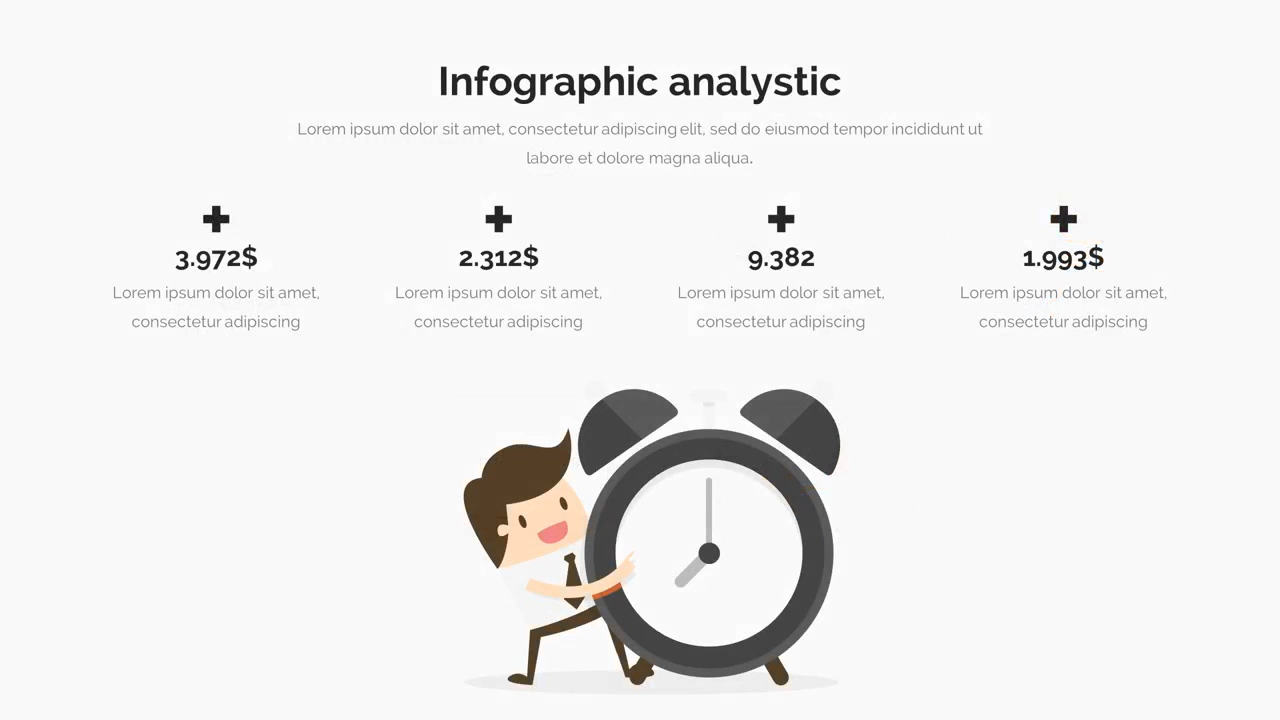 Infographic analystic
Lorem ipsum dolor sit amet, consectetur adipiscing elit, sed do eiusmod tempor incididunt ut
labore et dolore magna aliqua.
3.972$
Lorem ipsum dolor sit amet,
consectetur adipiscing
2.312$
Lorem ipsum dolor sit amet,
consectetur adipiscing
9.382
Lorem ipsum dolor sit amet,
consectetur adipiscing
1.993$
Lorem ipsum dolor sit amet,
consectetur adipiscing